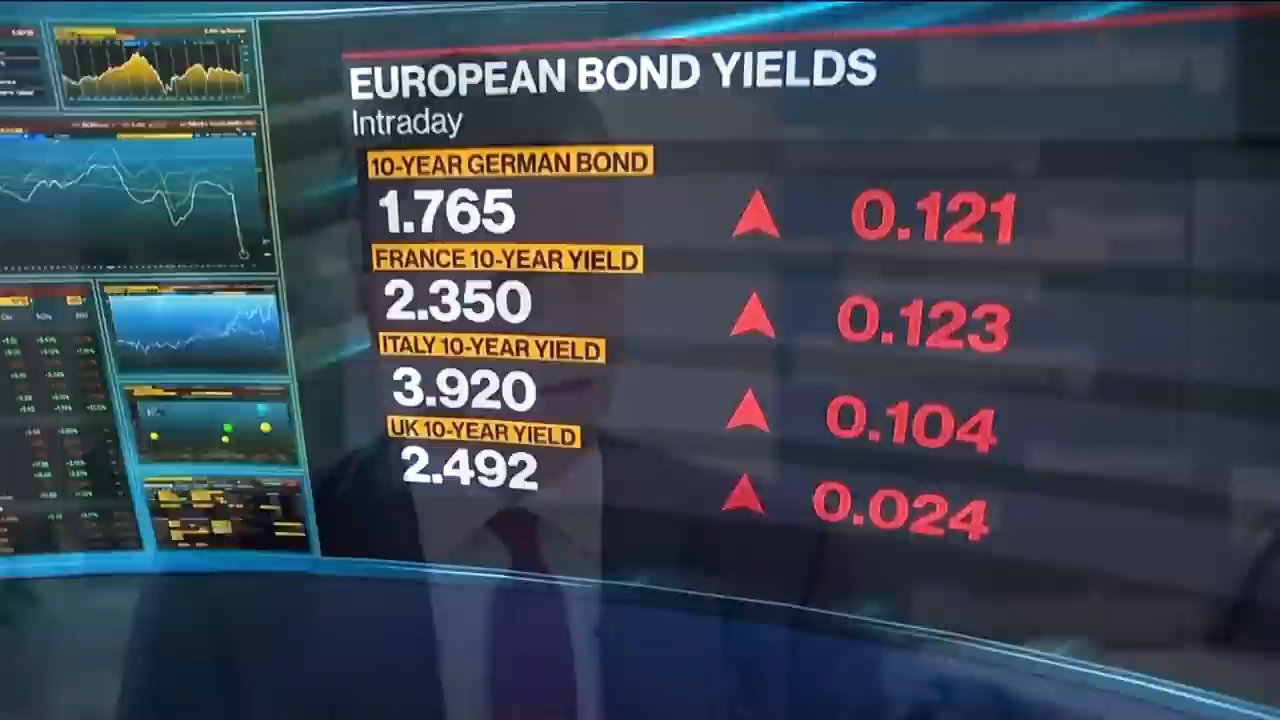 EUROPEAN BOND YIELDS
Intraday
10-YEAR GERMAN BOND
1.765 0.121
FRANCE 10-YEAR YIELD
2.350 0.123
ITALY 10-YEAR YIELD
3.920 0.104
UK 10-YEAR YIELD
2.492 0.024